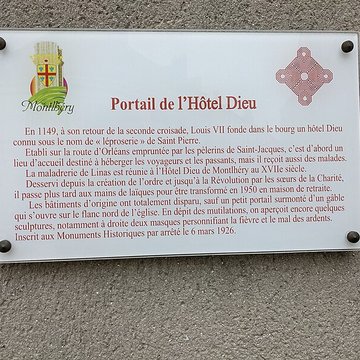 Montlhéry
Portail de l'Hôtel Dieu
En 1149, à son retour de la seconde croisade, Louis VII fonde dans le bourg un hôtel Dieu
connu sous le nom de « léproserie » de Saint Pierre.
Etabli sur la route d'Orléans empruntée par les pèlerins de Saint-Jacques, c'est d'abord un
lieu d'accueil destiné à héberger les voyageurs et les passants, mais il reçoit aussi des malades.
La maladrerie de Linas est réunie à l'Hôtel Dieu de Montlhéry au XVIIe siècle.
Desservi depuis la création de l'ordre et jusqu'à la Révolution par les sœurs de la Charité,
il passe plus tard aux mains de laïques pour être transformé en 1950 en maison de retraite.
Les bâtiments d'origine ont totalement disparu, sauf un petit portail surmonté d'un gâble
qui s'ouvre sur le flanc nord de l'église. En dépit des mutilations, on aperçoit encore quelques
sculptures, notamment à droite deux masques personnifiant la fièvre et le mal des ardents.
Inscrit aux Monuments Historiques par arrêté le 6 mars 1926.